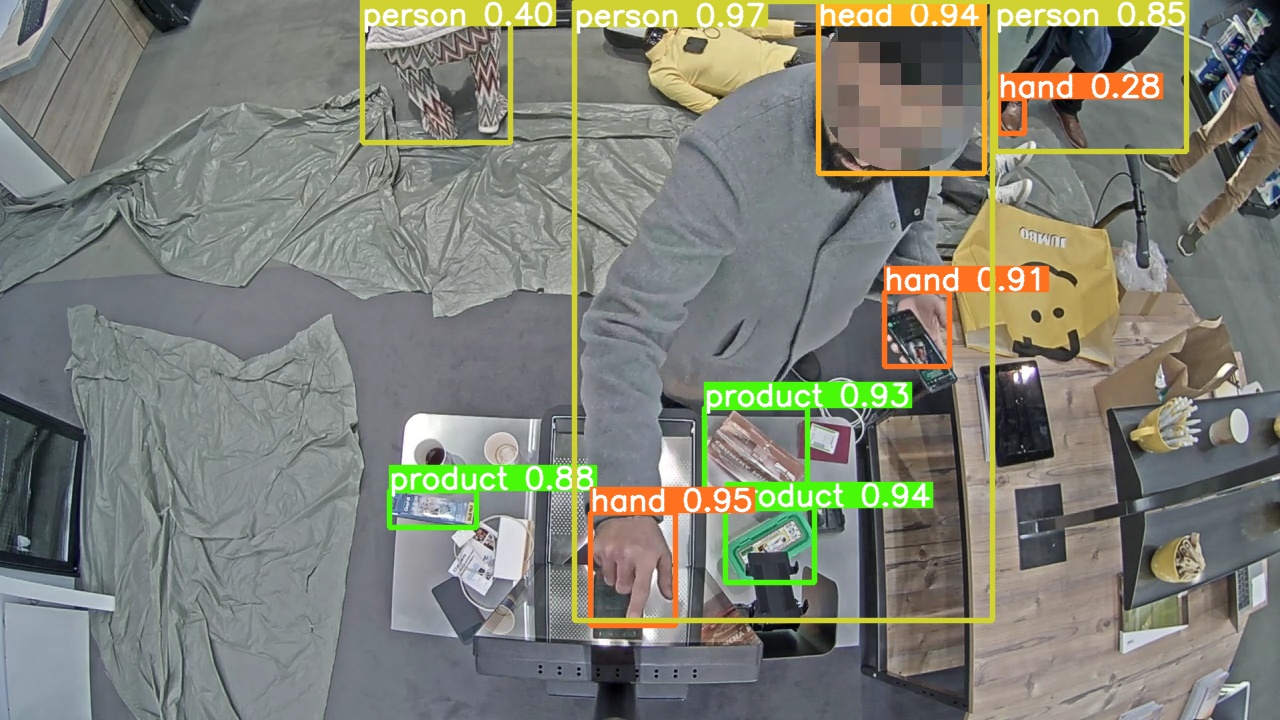 person 0.40
person 0.97
head 0.94
person 0.85
hand 0.28
JUMBO
hand 0.91
product 0.93
product 0.88
hand 0.95
oduct 0.94